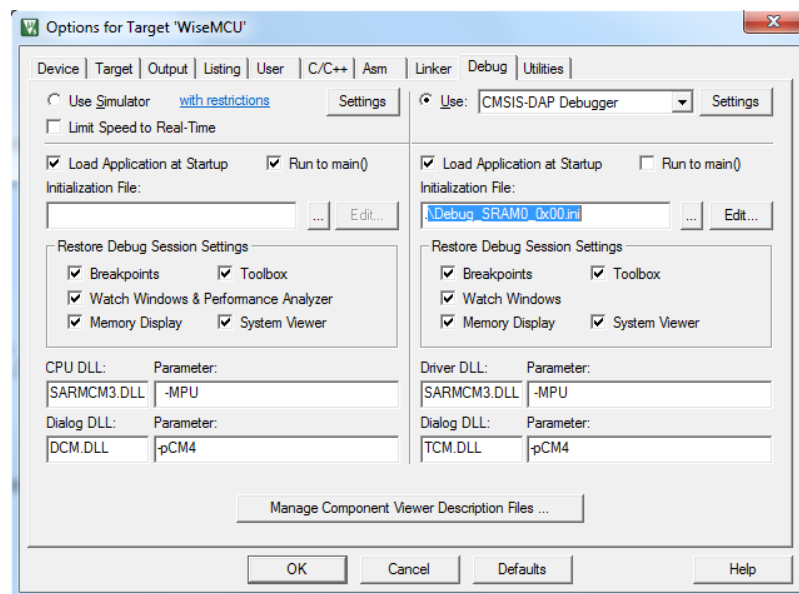 Options for Target 'WiseMCU'
Device Target Output Listing User C/C++ Asm Linker Debug Utilities
Use Simulator with restrictions Settings
Limit Speed to Real-Time
Use: CMSIS-DAP Debugger Settings
Load Application at Startup Run to main()
Initialization File:
... Edit...
Restore Debug Session Settings
Breakpoints Toolbox
Watch Windows & Performance Analyzer
Memory Display System Viewer
CPU DLL: Parameter:
SARMCM3.DLL -MPU
Dialog DLL: Parameter:
DCM.DLL -pCM4
Load Application at Startup Run to main()
Initialization File:
.\Debug_SRAM0_0x00.ini ... Edit...
Restore Debug Session Settings
Breakpoints Toolbox
Watch Windows
Memory Display System Viewer
Driver DLL: Parameter:
SARMCM3.DLL -MPU
Dialog DLL: Parameter:
TCM.DLL -pCM4
Manage Component Viewer Description Files ...
OK Cancel Defaults Help